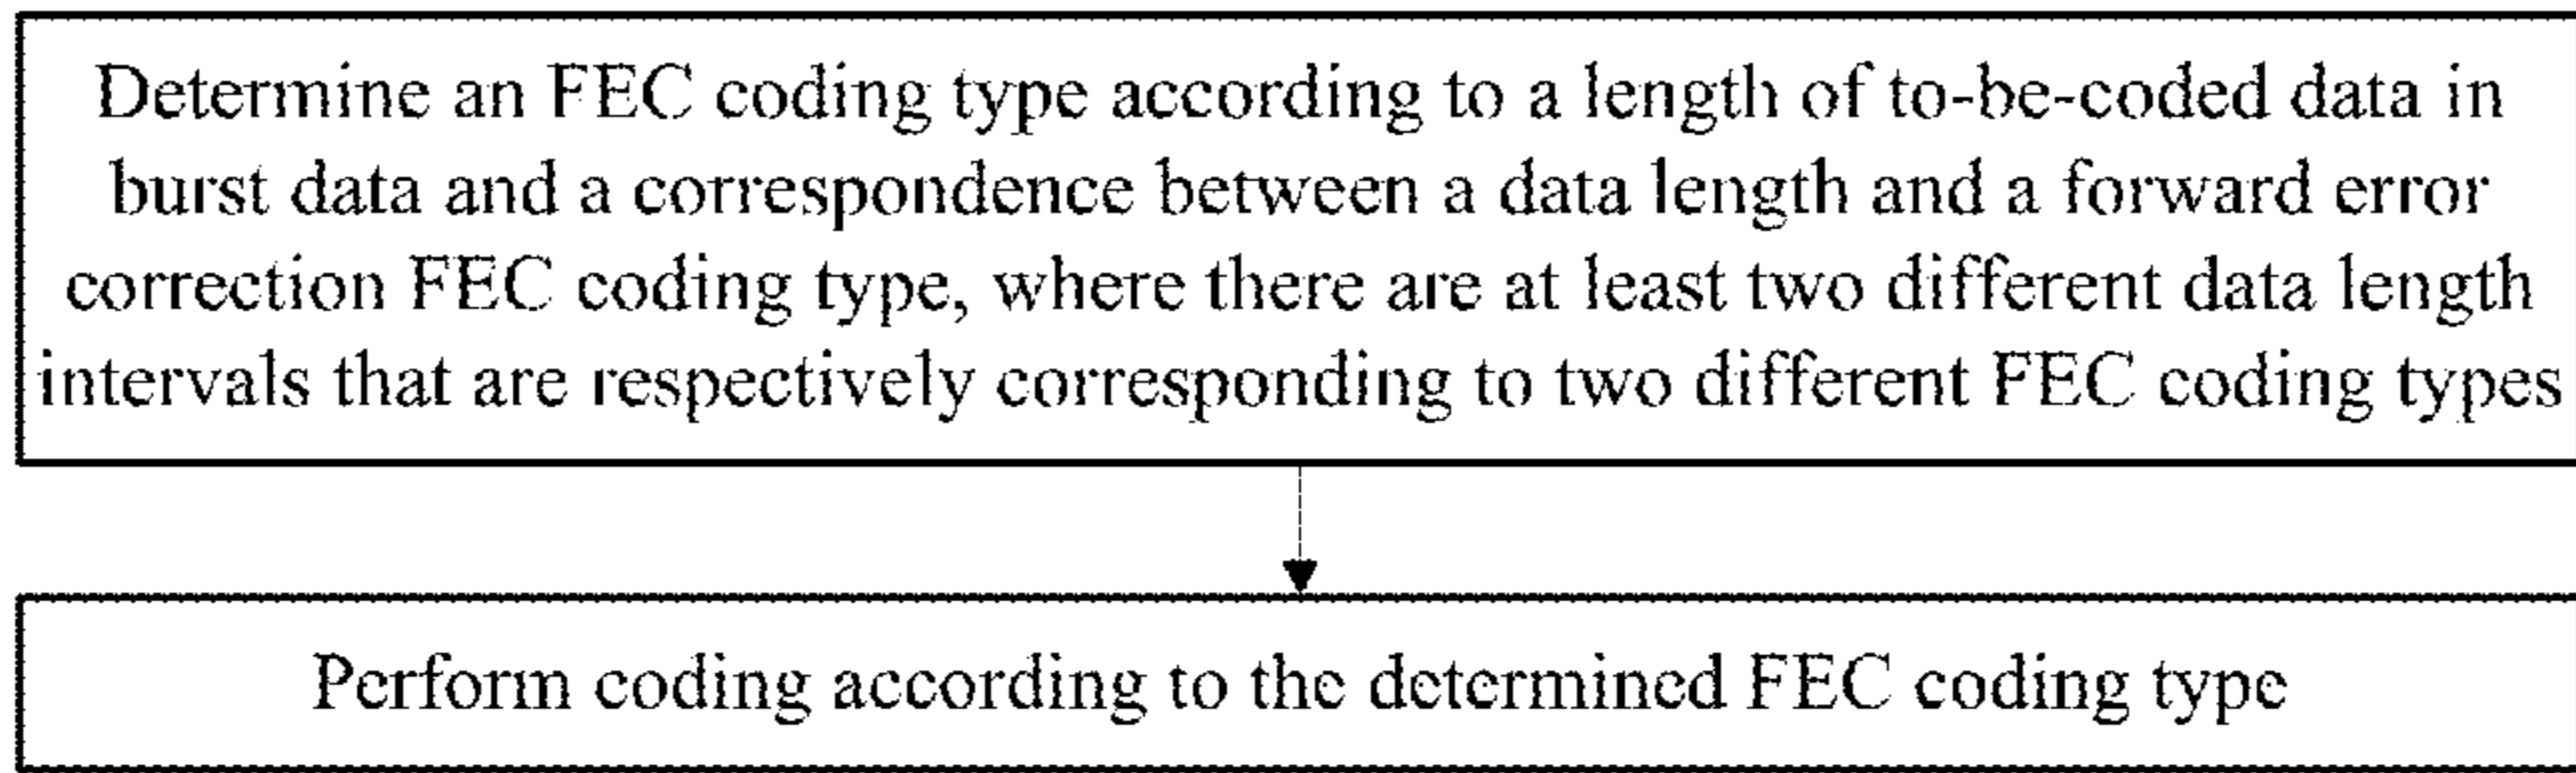 Determine an FEC coding type according to a length of to-be-coded data in
burst data and a correspondence between a data length and a forward error
correction FEC coding type, where there are at least two different data length
intervals that are respectively corresponding to two different FEC coding types
Perform coding according to the determined FEC coding type